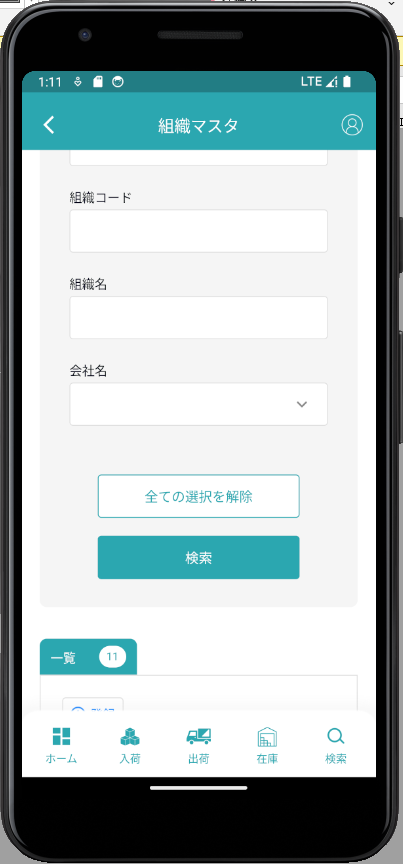 1:11
LTE
組織マスタ
組織コード
組織名
会社名
全ての選択を解除
検索
一覧 11
ホーム 入荷 出荷 在庫 検索